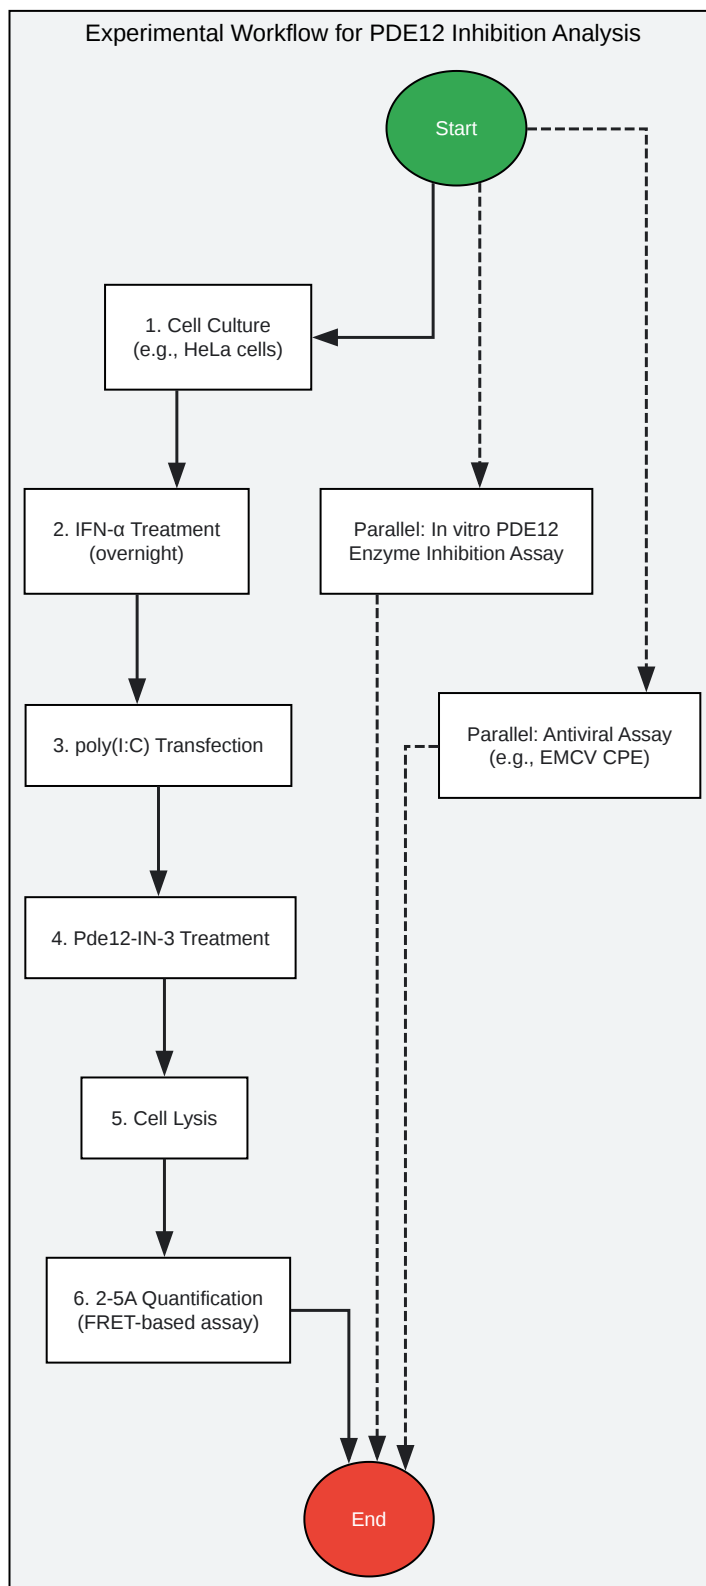 Experimental Workflow for PDE12 Inhibition Analysis
Start
1. Cell Culture
(e.g., HeLa cells)
2. IFN-α Treatment
(overnight)
Parallel: In vitro PDE12
Enzyme Inhibition Assay
3. poly(I:C) Transfection
Parallel: Antiviral Assay
(e.g., EMCV CPE)
4. Pde12-IN-3 Treatment
5. Cell Lysis
6. 2-5A Quantification
(FRET-based assay)
End